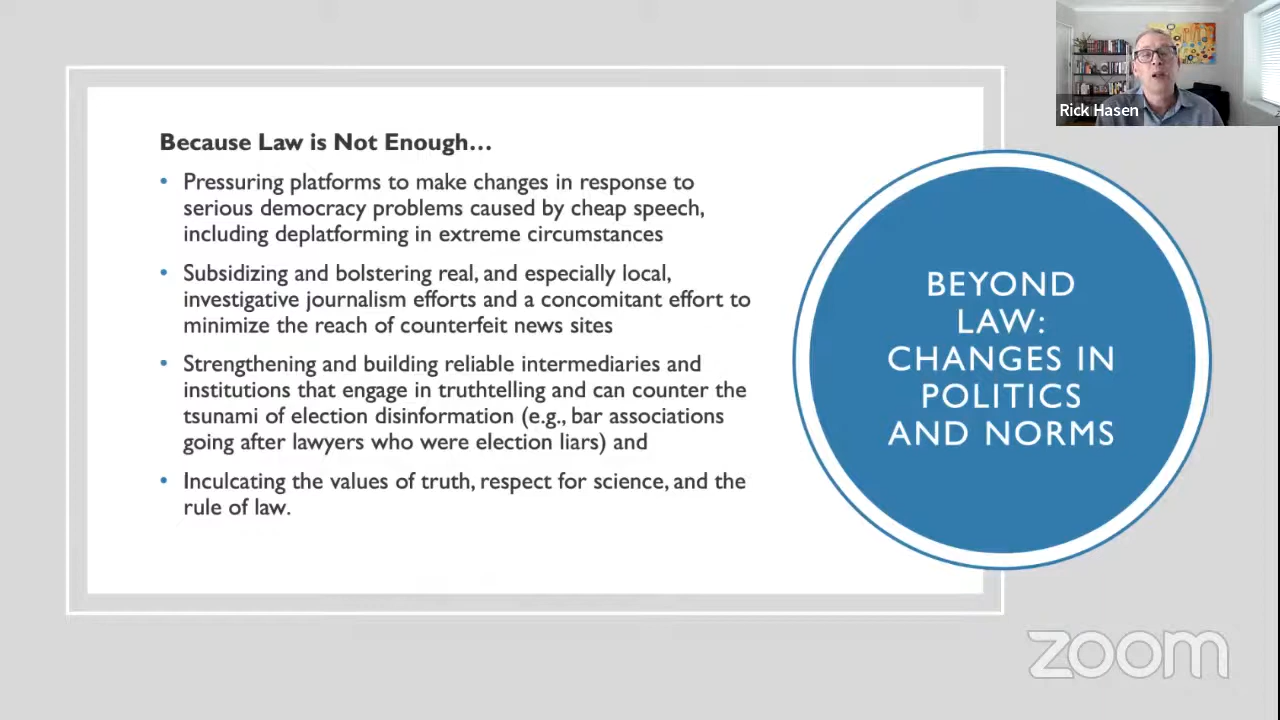 Rick Hasen
Because Law is Not Enough...
• Pressuring platforms to make changes in response to
serious democracy problems caused by cheap speech,
including deplatforming in extreme circumstances
• Subsidizing and bolstering real, and especially local,
investigative journalism efforts and a concomitant effort to
minimize the reach of counterfeit news sites
• Strengthening and building reliable intermediaries and
institutions that engage in truthtelling and can counter the
tsunami of election disinformation (e.g., bar associations
going after lawyers who were election liars) and
• Inculcating the values of truth, respect for science, and the
rule of law.
BEYOND
LAW:
CHANGES IN
POLITICS
AND NORMS
zoom